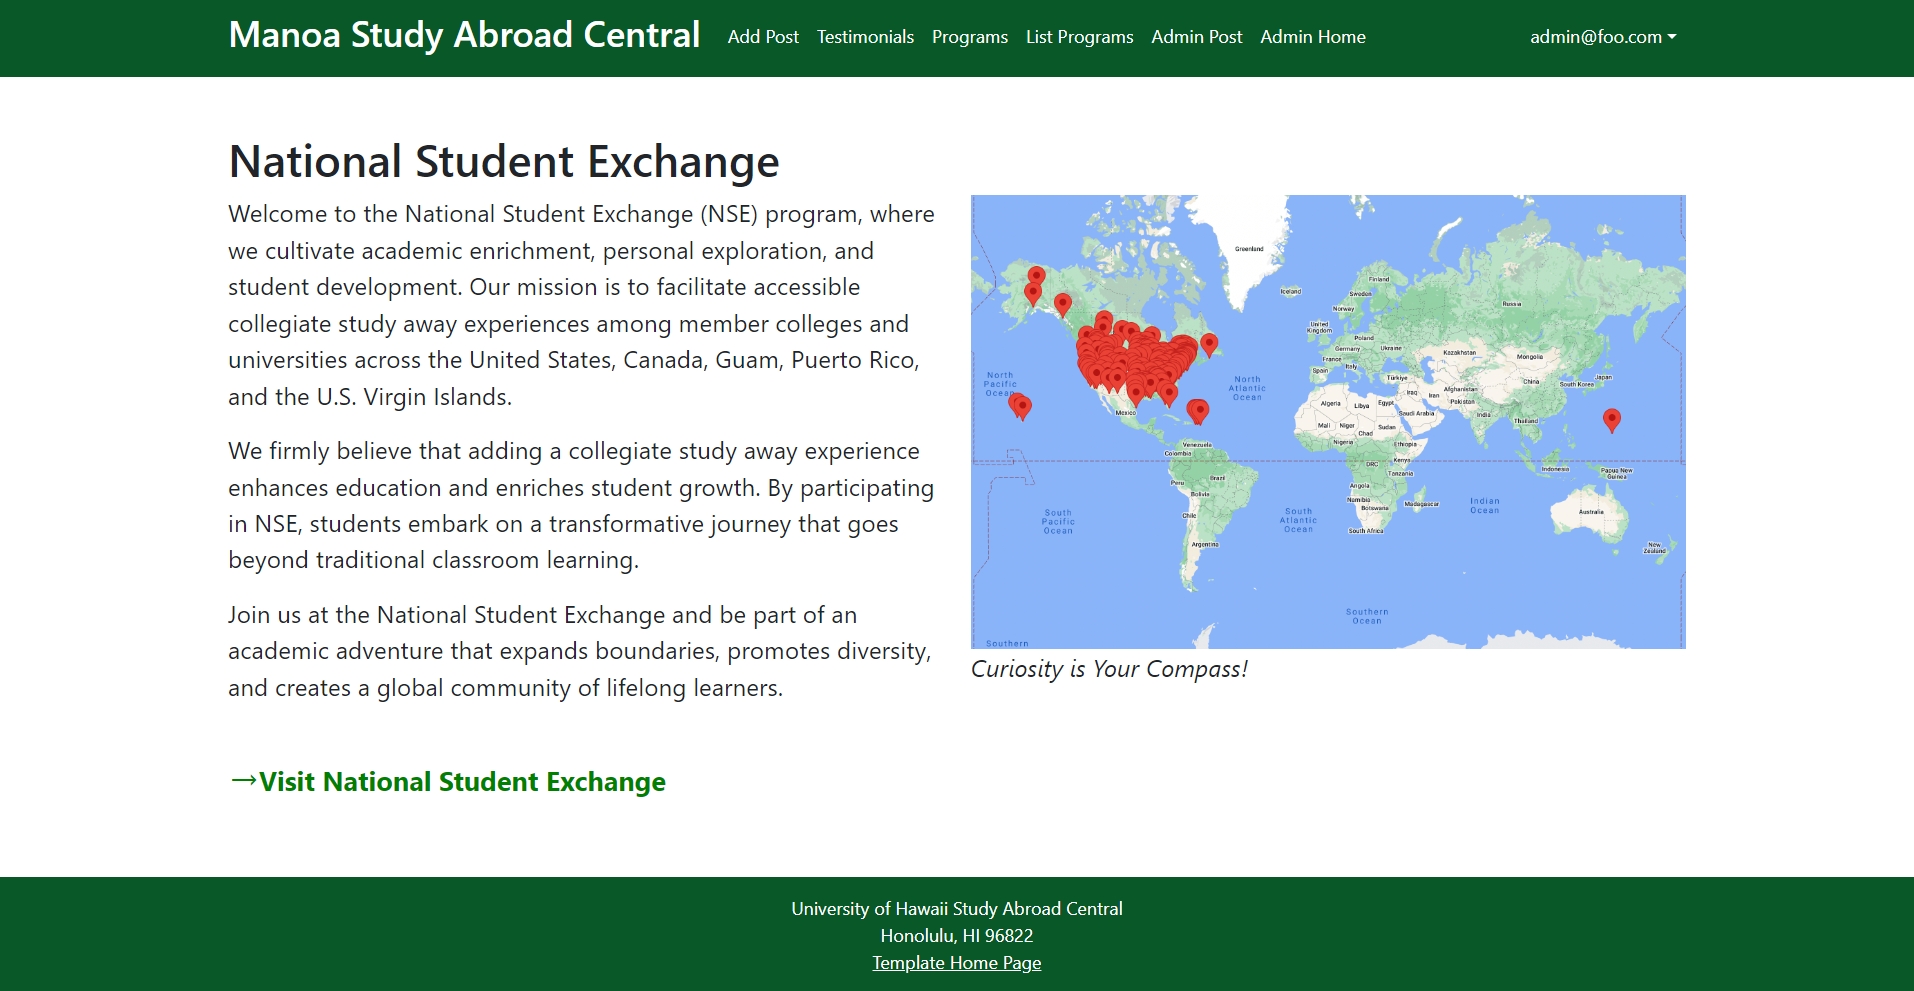 Manoa Study Abroad Central Add Post Testimonials Programs List Programs Admin Post Admin Home admin@foo.com
National Student Exchange
Welcome to the National Student Exchange (NSE) program, where
we cultivate academic enrichment, personal exploration, and
student development. Our mission is to facilitate accessible
collegiate study away experiences among member colleges and
universities across the United States, Canada, Guam, Puerto Rico,
and the U.S. Virgin Islands.
We firmly believe that adding a collegiate study away experience
enhances education and enriches student growth. By participating
in NSE, students embark on a transformative journey that goes
beyond traditional classroom learning.
Join us at the National Student Exchange and be part of an
academic adventure that expands boundaries, promotes diversity,
and creates a global community of lifelong learners.
→Visit National Student Exchange
Greenland
Iceland
Finland
Sweden
Norway
Russia
United
Kingdom
Poland
Germany
Ukraine
France
Kazakhstan
Italy
Mongolia
Spain
Türkiye
China
Japan
South Korea
Iraq
Iran
Afghanistan
Pakistan
Algeria
Libya
Egypt
Saudi Arabia
India
Mali
Niger
Sudan
Chad
Thailand
Nigeria
Ethiopia
Kenya
DRC
Tanzania
Indonesia
Papua New
Guinea
Angola
Namibia
Botswana
Madagascar
South Africa
Australia
New
Zealand
Mexico
Venezuela
Colombia
Brazil
Peru
Bolivia
Chile
Argentina
North
Pacific
Ocean
North
Atlantic
Ocean
South
Pacific
Ocean
South
Atlantic
Ocean
Indian
Ocean
Southern
Ocean
Southern
Curiosity is Your Compass!
University of Hawaii Study Abroad Central
Honolulu, HI 96822
Template Home Page